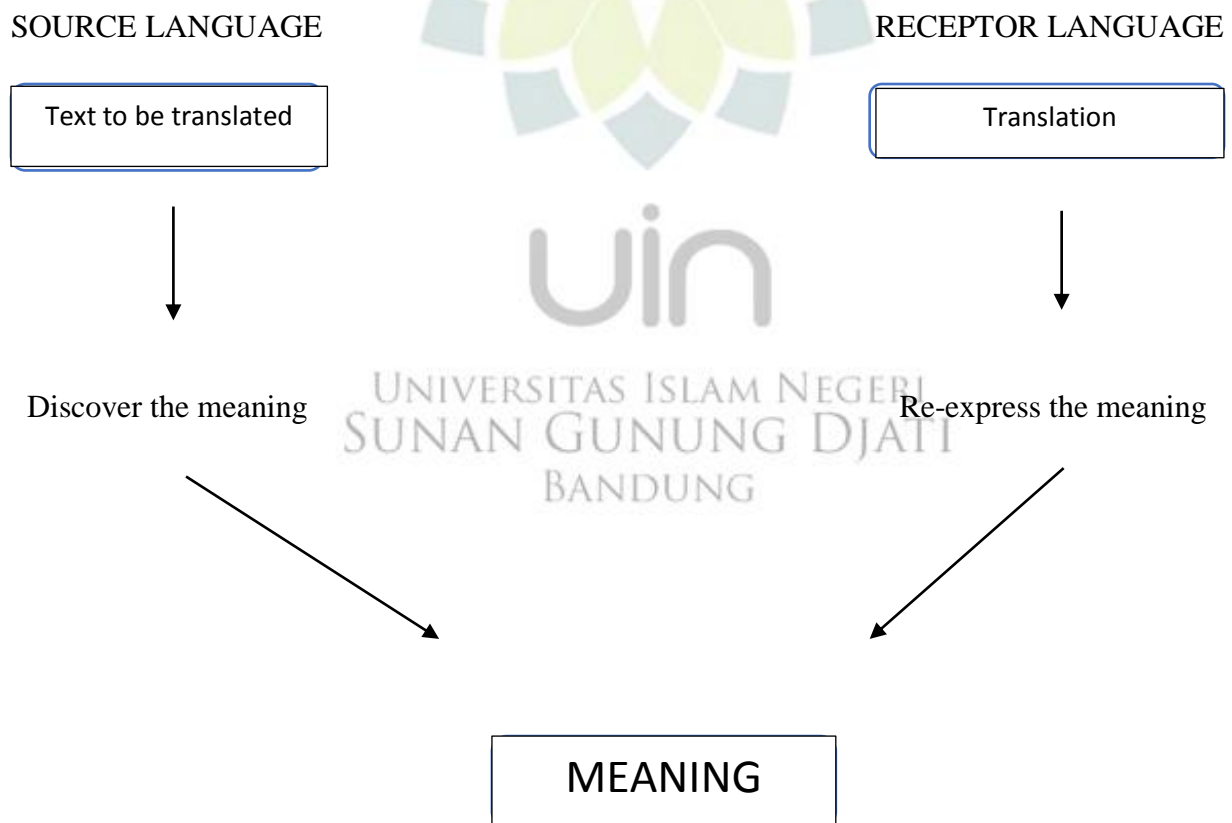 SOURCE LANGUAGE
RECEPTOR LANGUAGE
Text to be translated
Translation
uin
UNIVERSITAS ISLAM NEGERI
Discover the meaning
Re-express the meaning
SUNAN GUNUNG DJATI
BANDUNG
MEANING